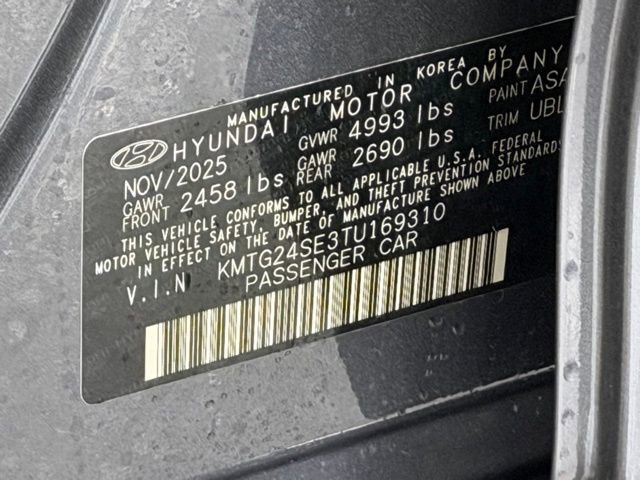 MANUFACTURED IN KOREA BY
HYUNDAI MOTOR COMPANY
NOV/2025 GVWR 4993 lbs PAINT ASA
GAWR FRONT 2458 lbs GAWR REAR 2690 lbs TRIM UBL
THIS VEHICLE CONFORMS TO ALL APPLICABLE U.S.A. FEDERAL
MOTOR VEHICLE SAFETY, BUMPER, AND THEFT PREVENTION STANDARDS
IN EFFECT ON THE DATE OF MANUFACTURE SHOWN ABOVE
V.I.N KMTG24SE3TU169310
PASSENGER CAR